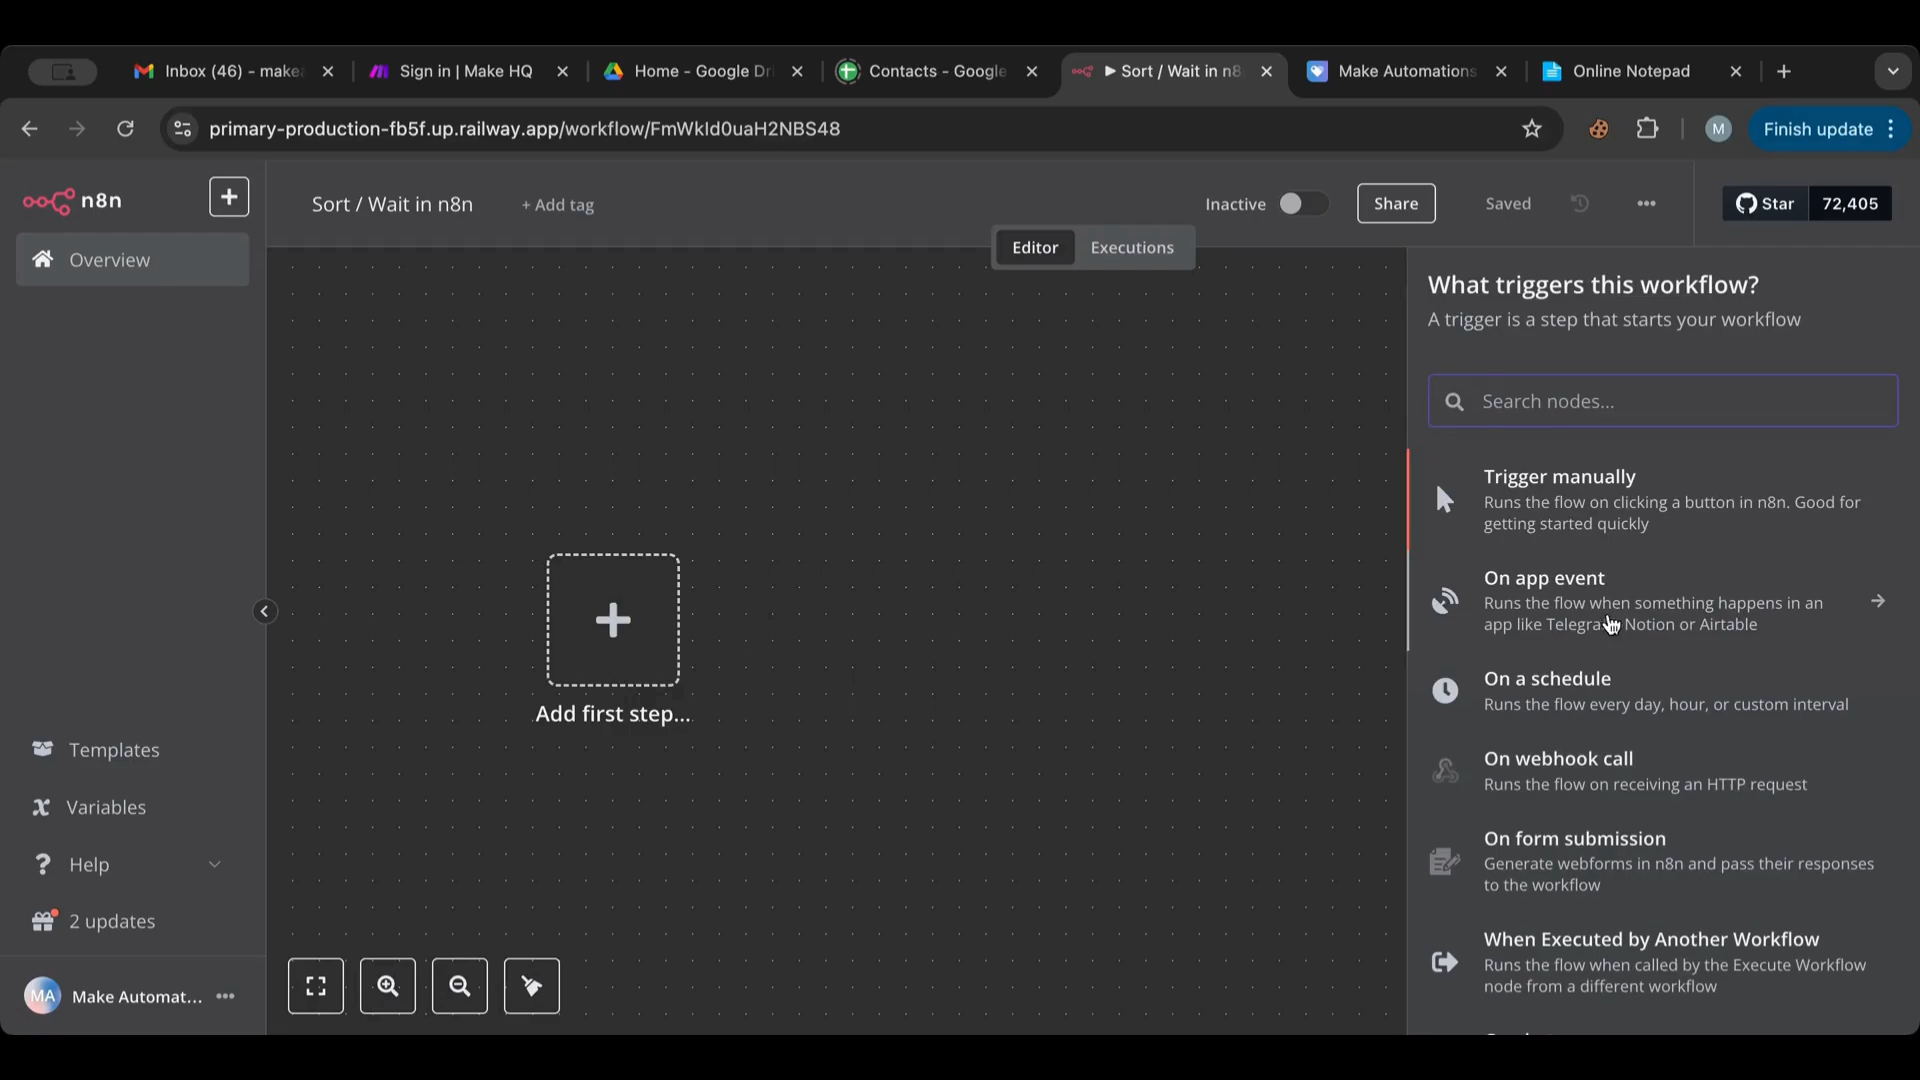 Inbox (46) - make
Sign in | Make HQ
Home - Google Dri
Contacts - Google
Sort / Wait in n8
Make Automations
Online Notepad
primary-production-fb5f.up.railway.app/workflow/FmWkId0uaH2NBS48
M
Finish update
n8n
Sort / Wait in n8n
+ Add tag
Inactive
Share
Saved
Star
72,405
Editor
Executions
Overview
What triggers this workflow?
A trigger is a step that starts your workflow
Search nodes...
Trigger manually
Runs the flow on clicking a button in n8n. Good for
getting started quickly
On app event
Runs the flow when something happens in an
app like Telegra Notion or Airtable
On a schedule
Runs the flow every day, hour, or custom interval
On webhook call
Runs the flow on receiving an HTTP request
On form submission
Generate webforms in n8n and pass their responses
to the workflow
When Executed by Another Workflow
Runs the flow when called by the Execute Workflow
node from a different workflow
Add first step...
Templates
Variables
Help
2 updates
MA
Make Automat...